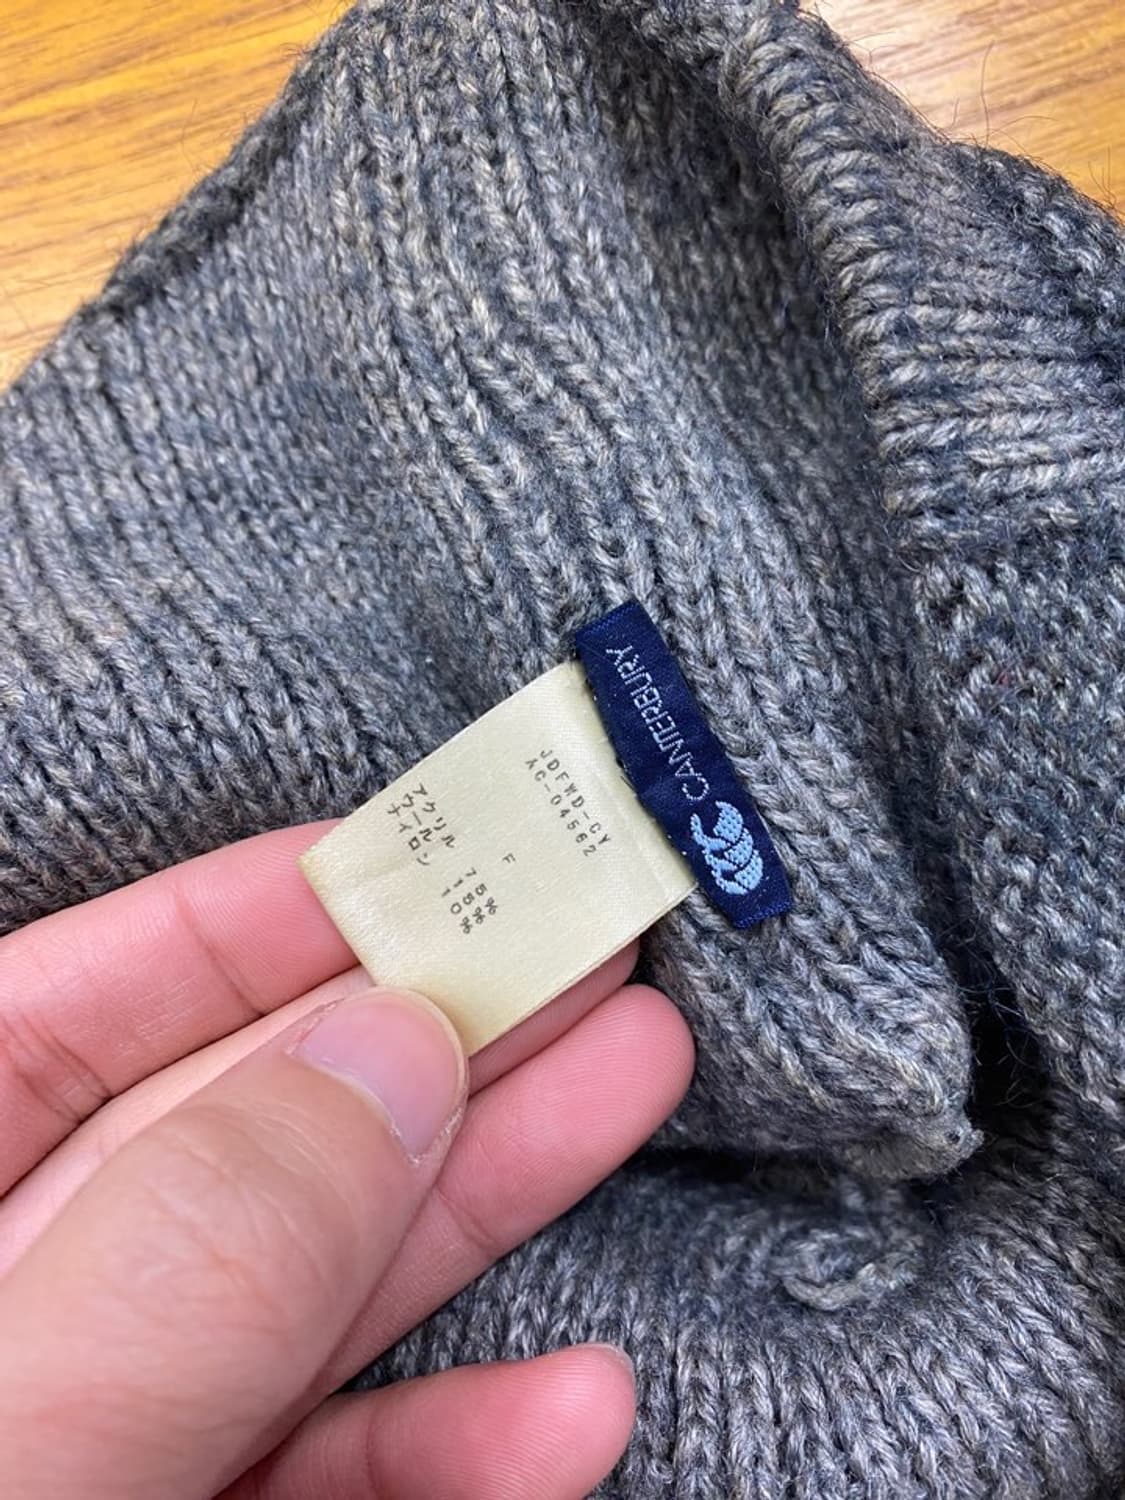 CANTERBURY
JDFWD-CY
AC-04562
F
アクリル 75%
ウール 15%
ナイロン 10%